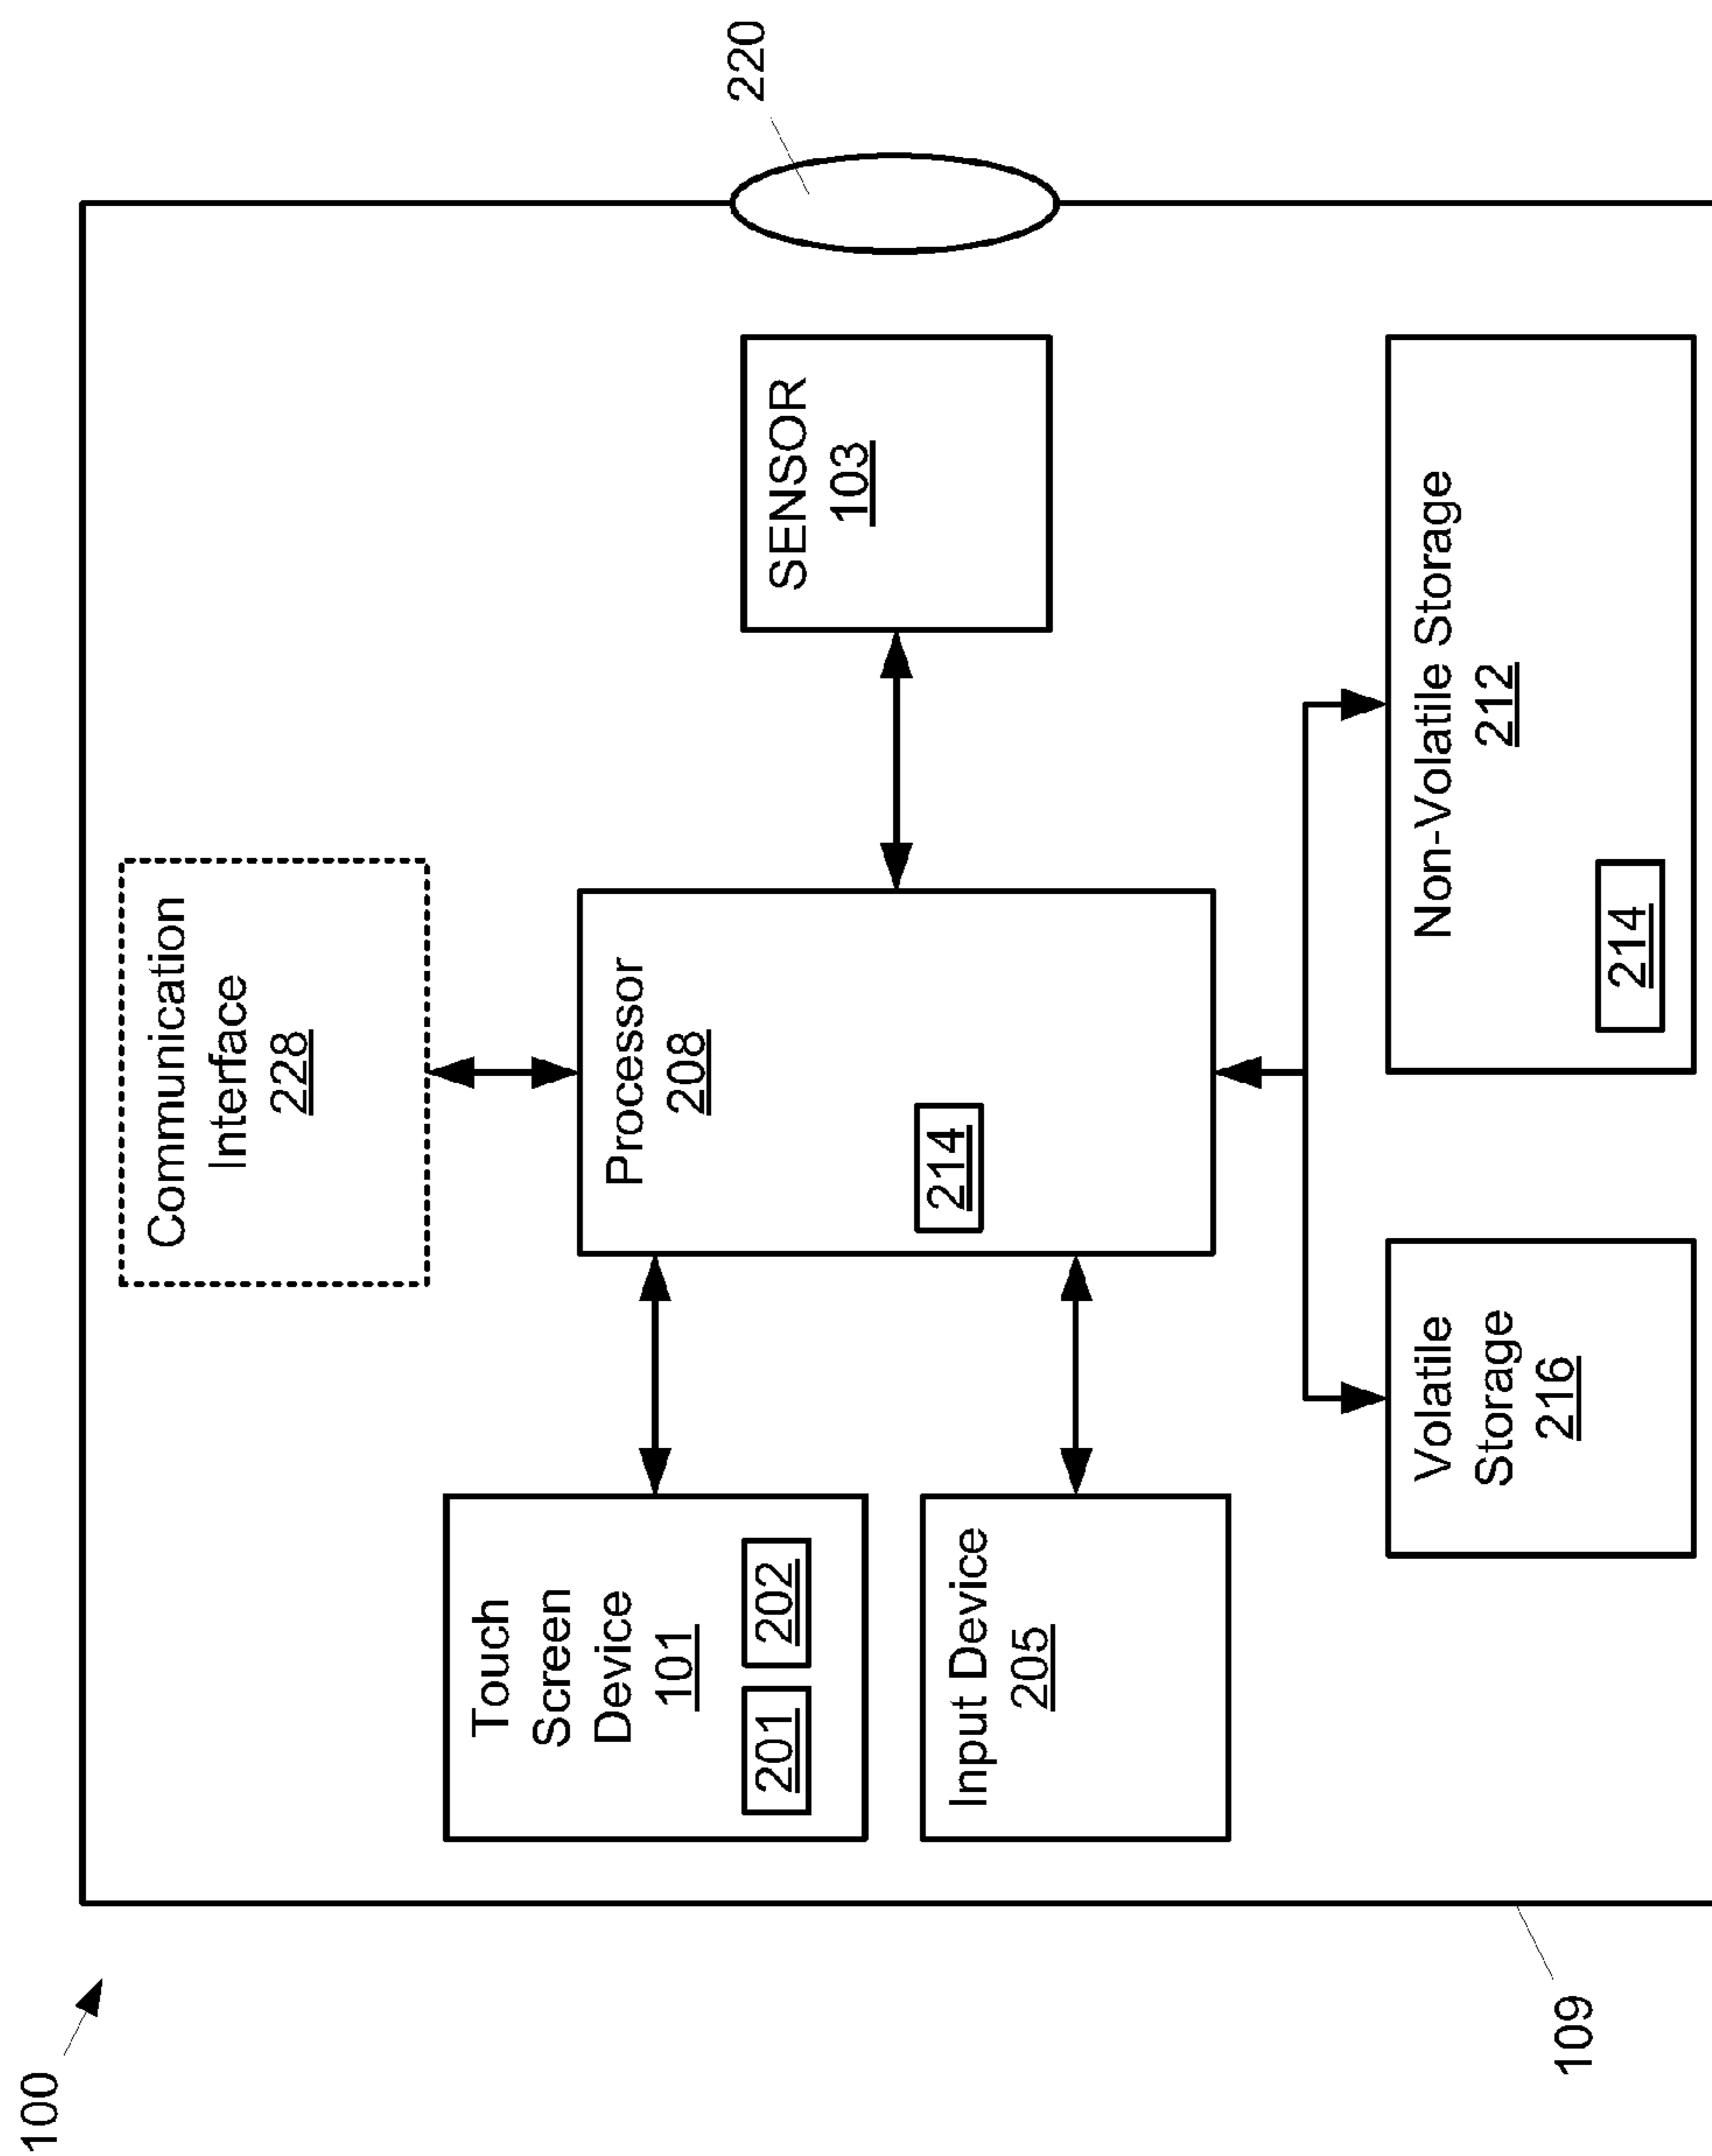 100
Communication
Interface
228
220
Touch
Screen
Device
101
201
202
Processor
208
214
SENSOR
103
Input Device
205
Volatile
Storage
216
Non-Volatile Storage
212
214
109